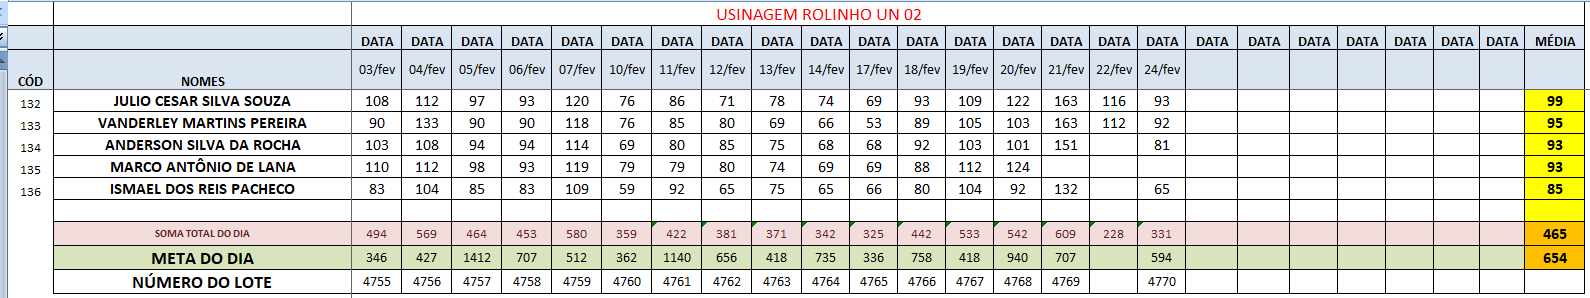 USINAGEM ROLINHO UN 02
DATA DATA DATA DATA DATA DATA DATA DATA DATA DATA DATA DATA DATA DATA DATA DATA DATA DATA DATA DATA DATA DATA DATA DATA MÉDIA
CÓD NOMES 03/fev 04/fev 05/fev 06/fev 07/fev 10/fev 11/fev 12/fev 13/fev 14/fev 17/fev 18/fev 19/fev 20/fev 21/fev 22/fev 24/fev
132 JULIO CESAR SILVA SOUZA 108 112 97 93 120 76 86 71 78 74 69 93 109 122 163 116 93 99
133 VANDERLEY MARTINS PEREIRA 90 133 90 90 118 76 85 80 69 66 53 89 105 103 163 112 92 95
134 ANDERSON SILVA DA ROCHA 103 108 94 94 114 69 80 85 75 68 68 92 103 101 151 81 93
135 MARCO ANTÔNIO DE LANA 110 112 98 93 119 79 79 80 74 69 69 88 112 124 93
136 ISMAEL DOS REIS PACHECO 83 104 85 83 109 59 92 65 75 65 66 80 104 92 132 65 85
SOMA TOTAL DO DIA 494 569 464 453 580 359 422 381 371 342 325 442 533 542 609 228 331 465
META DO DIA 346 427 1412 707 512 362 1140 656 418 735 336 758 418 940 707 594 654
NÚMERO DO LOTE 4755 4756 4757 4758 4759 4760 4761 4762 4763 4764 4765 4766 4767 4768 4769 4770